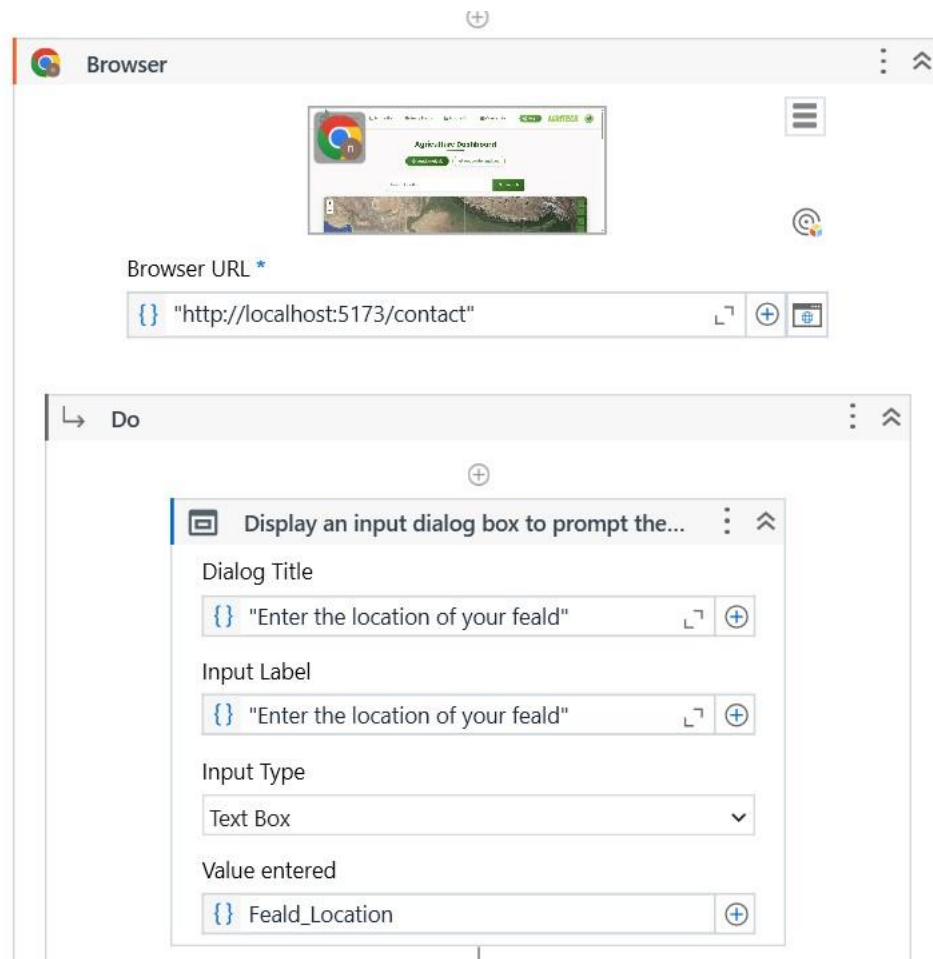 Browser
n
Agriculture Dashboard
Browser URL *
{} "http://localhost:5173/contact"
Do
Display an input dialog box to prompt the...
Dialog Title
{} "Enter the location of your feald"
Input Label
{} "Enter the location of your feald"
Input Type
Text Box
Value entered
{} Feald_Location